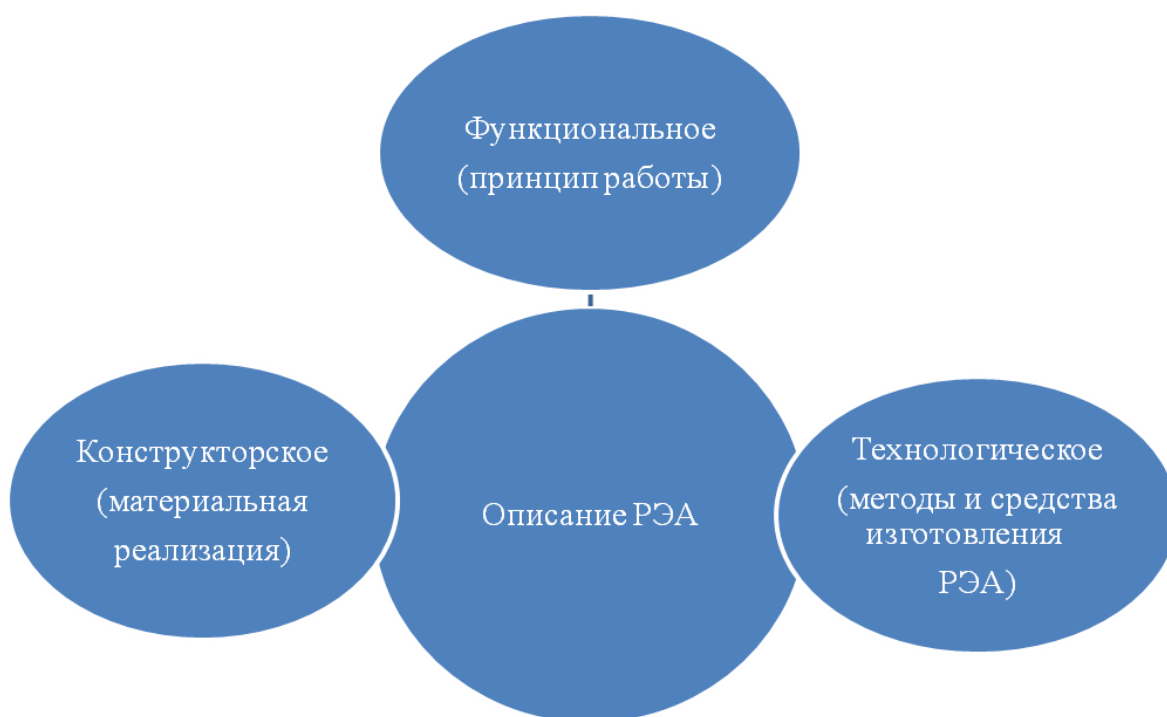 Функциональное
(принцип работы)
Конструкторское
(материальная
реализация)
Описание РЭА
Технологическое
(методы и средства
изготовления
РЭА)